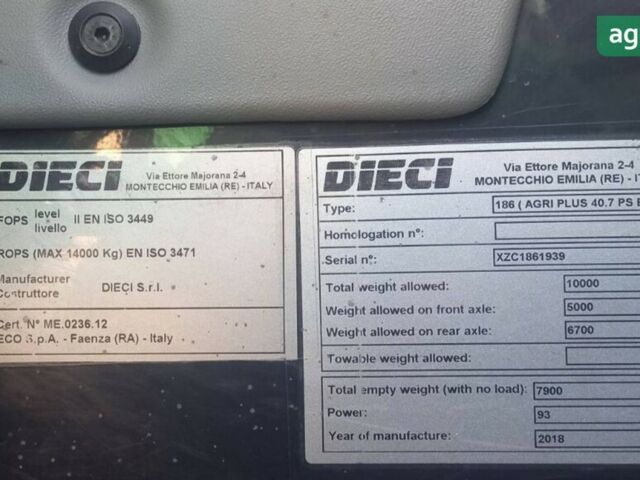 ag
DIECI
Via Ettore Majorana 2-4
MONTECCHIO EMILIA (RE) - ITALY
FOPS level livello II EN ISO 3449
ROPS (MAX 14000 Kg) EN ISO 3471
Manufacturer
Costruttore
DIECI S.r.l.
Cert. N° ME.0236.12
ECO S.p.A. - Faenza (RA) - Italy
DIECI
Via Ettore Majorana 2-4
MONTECCHIO EMILIA (RE) - IT
Type: 186 ( AGRI PLUS 40.7 PS E
Homologation n°:
Serial n°: XZC1861939
Total weight allowed: 10000
Weight allowed on front axle: 5000
Weight allowed on rear axle: 6700
Towable weight allowed:
Total empty weight (with no load): 7900
Power: 93
Year of manufacture: 2018